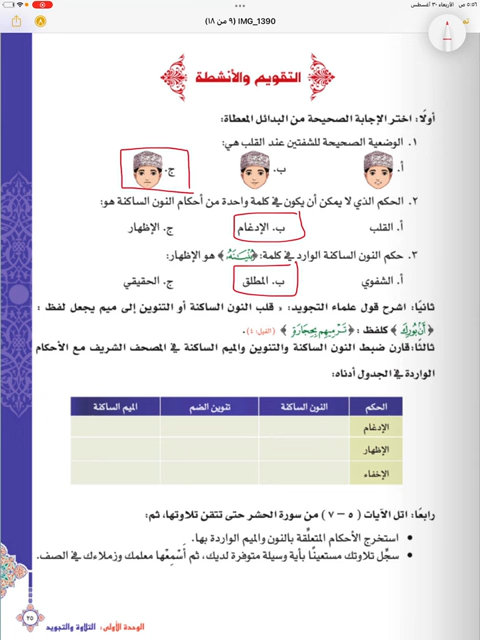 ٥:٥٦ ص الأربعاء ٣٠ أغسطس
IMG_1390 (٩ من ١٨)
التقويم والأنشطة
أولًا: اختر الإجابة الصحيحة من البدائل المعطاة:
١. الوضعية الصحيحة للشفتين عند القلب هي:
أ. ب. ج.
٢. الحكم الذي لا يمكن أن يكون في كلمة واحدة من أحكام النون الساكنة هو:
أ. القلب ب. الإدغام ج. الإظهار
٣. حكم النون الساكنة الوارد في كلمة: ﴿بُنْيَـٰنَهُۥ﴾ هو الإظهار:
أ. الشفوي ب. المطلق ج. الحقيقي
ثانيًا: اشرح قول علماء التجويد: « قلب النون الساكنة أو التنوين إلى ميم يجعل لفظ :
﴿ أَنۢ بُورِكَ ﴾ كلفظ : ﴿ تَرْمِيهِم بِحِجَارَةٍ ﴾ (الفيل: ٤).
ثالثًا: قارن ضبط النون الساكنة والتنوين والميم الساكنة في المصحف الشريف مع الأحكام
الواردة في الجدول أدناه:
الحكم النون الساكنة تنوين الضم الميم الساكنة
الإدغام
الإظهار
الإخفاء
رابعًا: اتل الآيات (٥ – ٧) من سورة الحشر حتى تتقن تلاوتها، ثم:
• استخرج الأحكام المتعلّقة بالنون والميم الواردة بها.
• سجّل تلاوتك مستعينًا بأية وسيلة متوفرة لديك، ثم أَسْمِعْها معلمك وزملاءك في الصف.
٢٥
الوحدة الأولى: التلاوة والتجويد